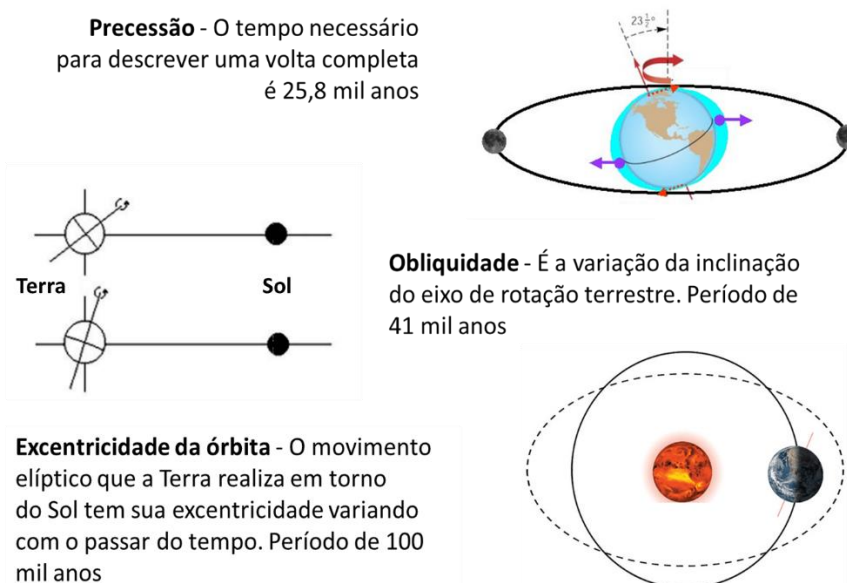 Precessão - O tempo necessário
para descrever uma volta completa
é 25,8 mil anos
23½°
Terra
Sol
Obliquidade - É a variação da inclinação
do eixo de rotação terrestre. Período de
41 mil anos
Excentricidade da órbita - O movimento
elíptico que a Terra realiza em torno
do Sol tem sua excentricidade variando
com o passar do tempo. Período de 100
mil anos